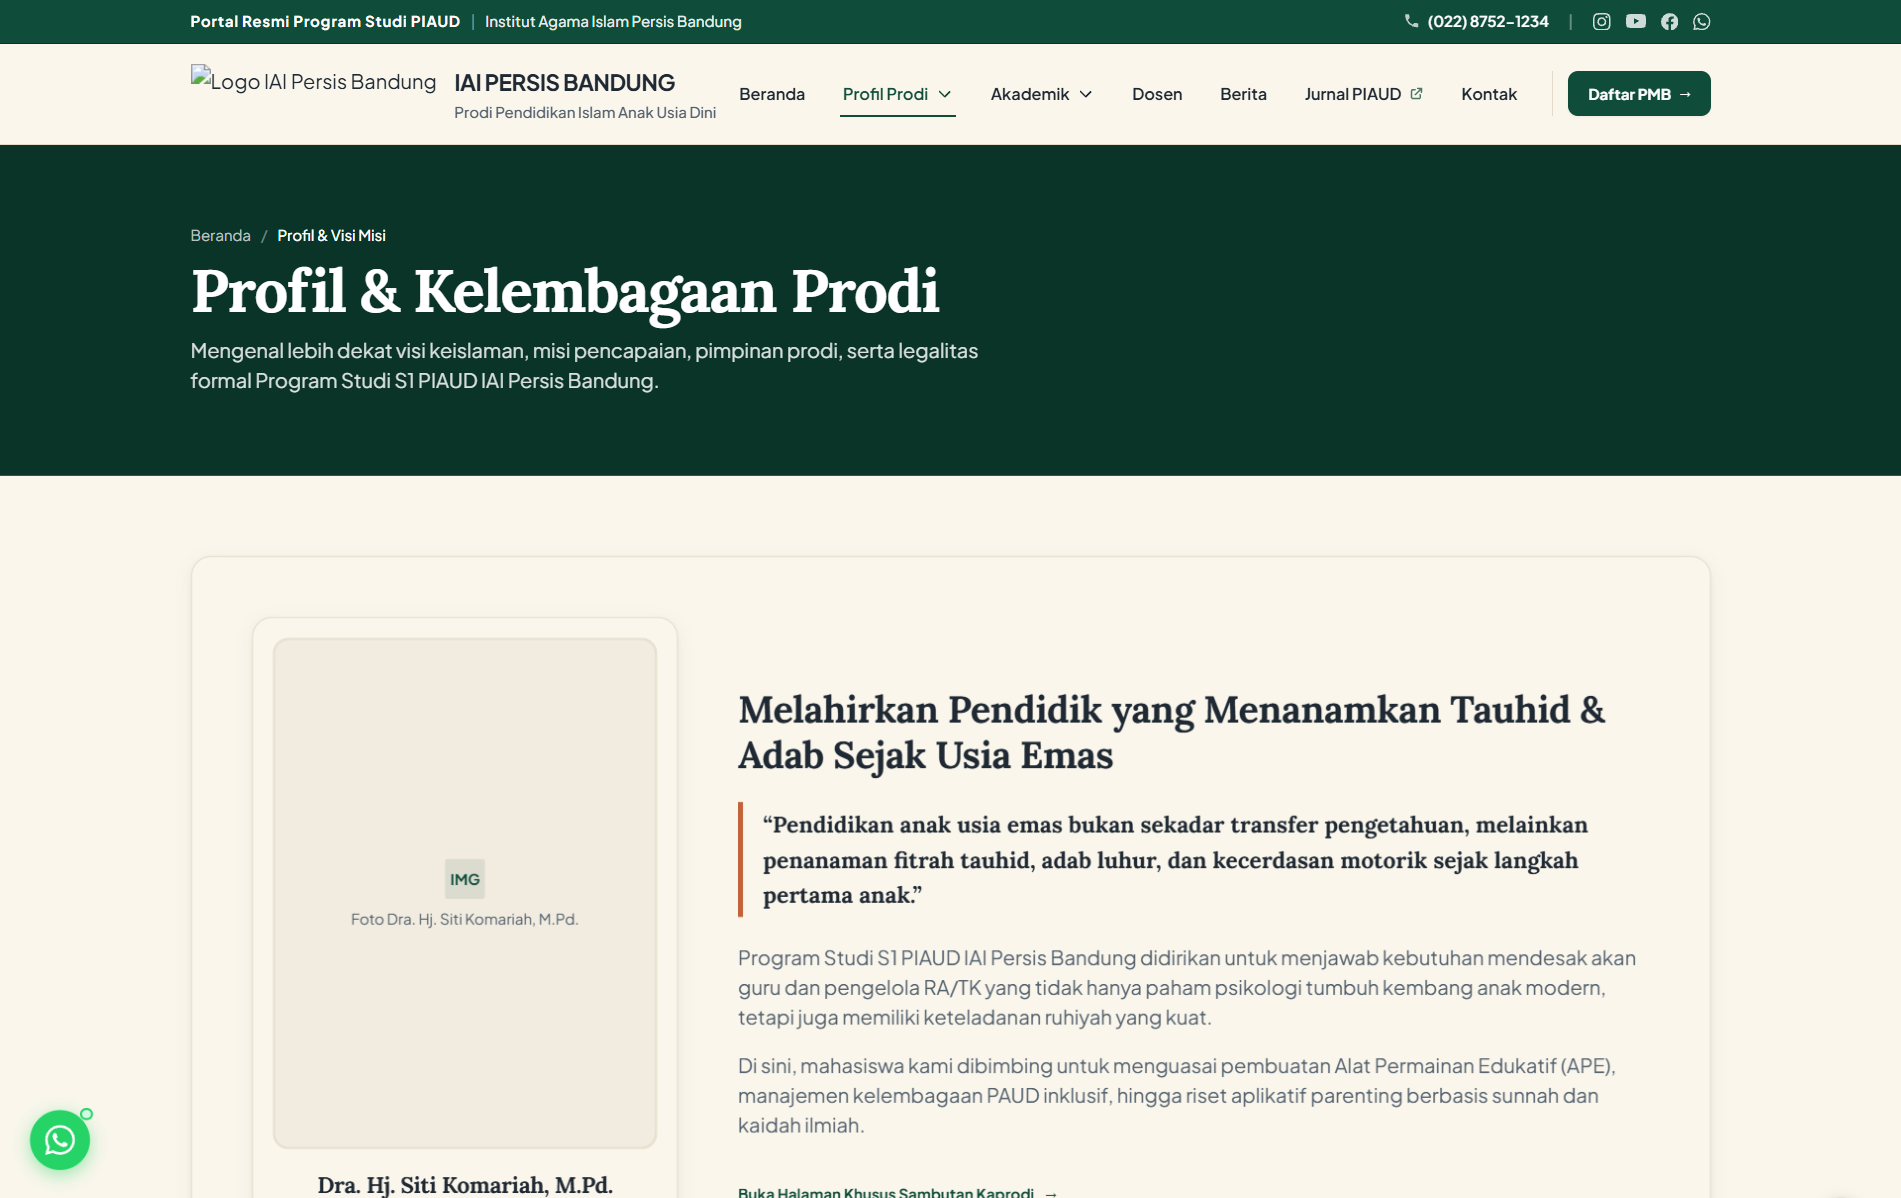 Portal Resmi Program Studi PIAUD | Institut Agama Islam Persis Bandung
(022) 8752-1234 |
Logo IAI Persis Bandung
IAI PERSIS BANDUNG
Prodi Pendidikan Islam Anak Usia Dini
Beranda
Profil Prodi
Akademik
Dosen
Berita
Jurnal PIAUD
Kontak
Daftar PMB →
Beranda / Profil & Visi Misi
Profil & Kelembagaan Prodi
Mengenal lebih dekat visi keislaman, misi pencapaian, pimpinan prodi, serta legalitas
formal Program Studi S1 PIAUD IAI Persis Bandung.
IMG
Foto Dra. Hj. Siti Komariah, M.Pd.
Dra. Hj. Siti Komariah, M.Pd.
Melahirkan Pendidik yang Menanamkan Tauhid &
Adab Sejak Usia Emas
“Pendidikan anak usia emas bukan sekadar transfer pengetahuan, melainkan
penanaman fitrah tauhid, adab luhur, dan kecerdasan motorik sejak langkah
pertama anak.”
Program Studi S1 PIAUD IAI Persis Bandung didirikan untuk menjawab kebutuhan mendesak akan
guru dan pengelola RA/TK yang tidak hanya paham psikologi tumbuh kembang anak modern,
tetapi juga memiliki keteladanan ruhiyah yang kuat.
Di sini, mahasiswa kami dibimbing untuk menguasai pembuatan Alat Permainan Edukatif (APE),
manajemen kelembagaan PAUD inklusif, hingga riset aplikatif parenting berbasis sunnah dan
kaidah ilmiah.
Buka Halaman Khusus Sambutan Kaprodi →